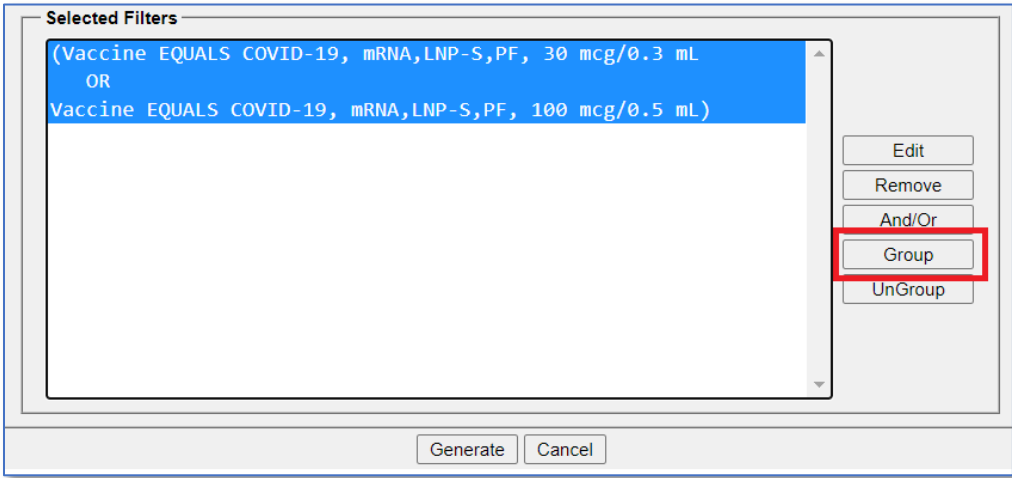 Selected Filters
(Vaccine EQUALS COVID-19, mRNA,LNP-S,PF, 30 mcg/0.3 mL
OR
Vaccine EQUALS COVID-19, mRNA,LNP-S,PF, 100 mcg/0.5 mL)
Edit
Remove
And/Or
Group
UnGroup
Generate Cancel